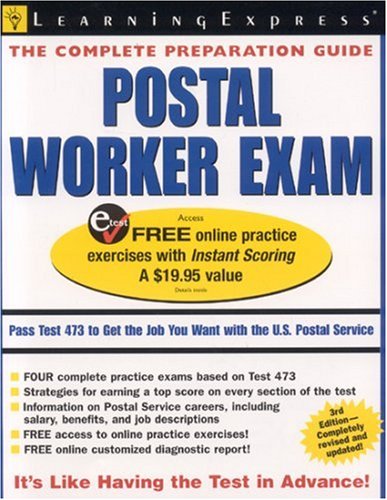 LEARNINGEXPRESS®
THE COMPLETE PREPARATION GUIDE
POSTAL
WORKER EXAM
e test
Access
FREE online practice
exercises with Instant Scoring
A $19.95 value
Details inside
Pass Test 473 to Get the Job You Want with the U.S. Postal Service
FOUR complete practice exams based on Test 473
Strategies for earning a top score on every section of the test
Information on Postal Service careers, including
salary, benefits, and job descriptions
FREE access to online practice exercises!
FREE online customized diagnostic report!
3rd
Edition—
Completely
revised and
updated!
It's Like Having the Test in Advance!